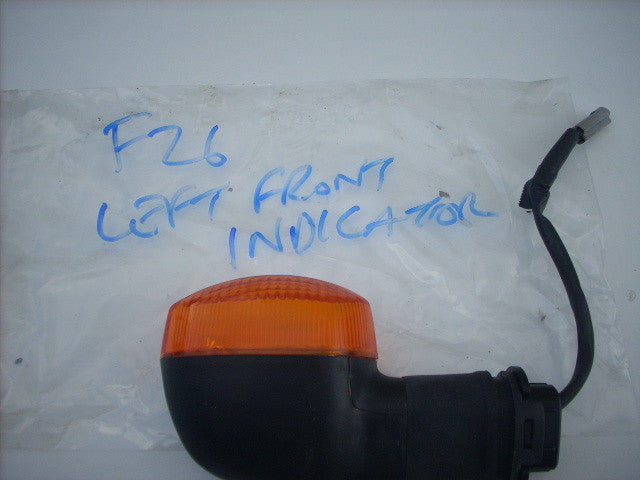 F26
LEFT FRONT
INDICATOR